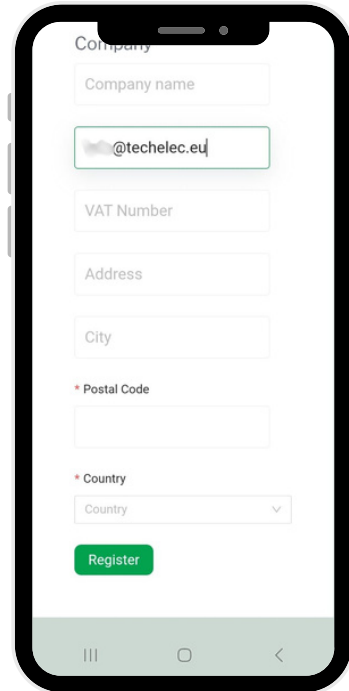 Company
Company name
@techelec.eu
VAT Number
Address
City
* Postal Code
* Country
Country
Register